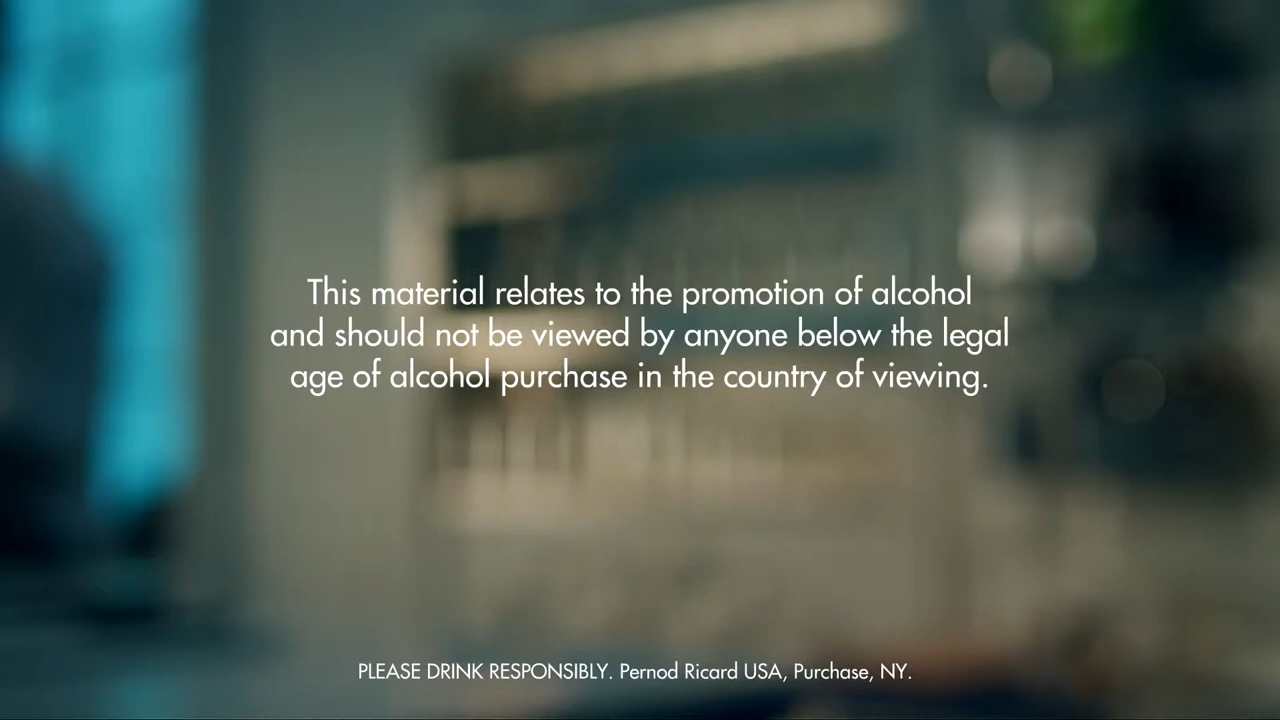 This material relates to the promotion of alcohol
and should not be viewed by anyone below the legal
age of alcohol purchase in the country of viewing.
PLEASE DRINK RESPONSIBLY. Pernod Ricard USA, Purchase, NY.